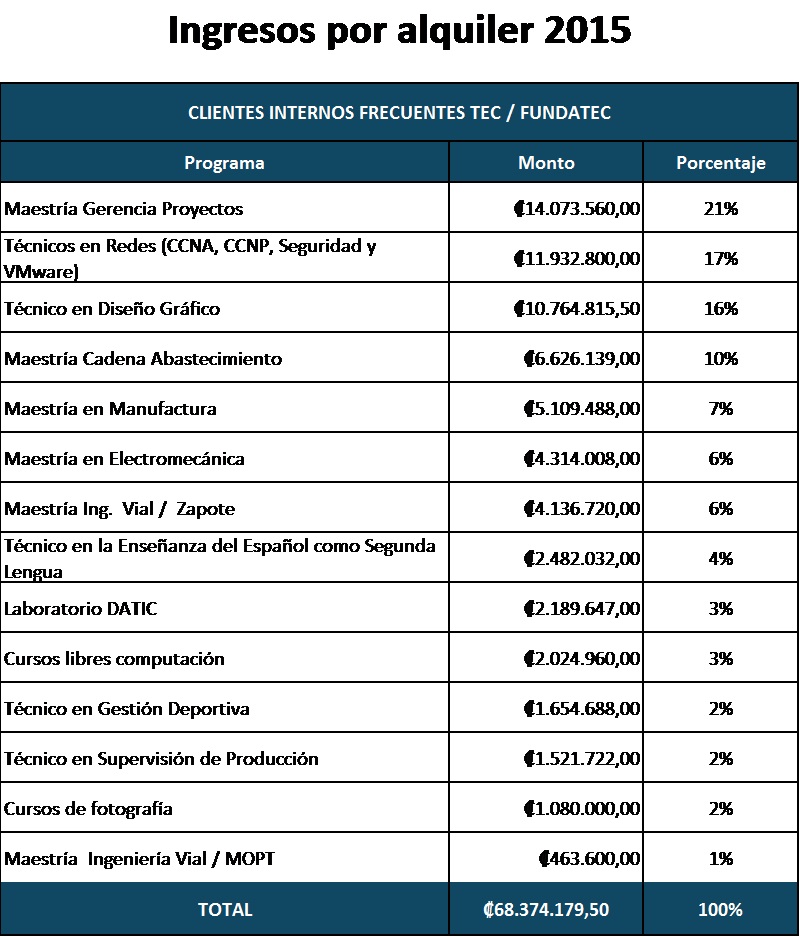 Ingresos por alquiler 2015
CLIENTES INTERNOS FRECUENTES TEC / FUNDATEC
Programa Monto Porcentaje
Maestría Gerencia Proyectos ₡14.073.560,00 21%
Técnicos en Redes (CCNA, CCNP, Seguridad y
VMware) ₡11.932.800,00 17%
Técnico en Diseño Gráfico ₡10.764.815,50 16%
Maestría Cadena Abastecimiento ₡6.626.139,00 10%
Maestría en Manufactura ₡5.109.488,00 7%
Maestría en Electromecánica ₡4.314.008,00 6%
Maestría Ing. Vial / Zapote ₡4.136.720,00 6%
Técnico en la Enseñanza del Español como Segunda
Lengua ₡2.482.032,00 4%
Laboratorio DATIC ₡2.189.647,00 3%
Cursos libres computación ₡2.024.960,00 3%
Técnico en Gestión Deportiva ₡1.654.688,00 2%
Técnico en Supervisión de Producción ₡1.521.722,00 2%
Cursos de fotografía ₡1.080.000,00 2%
Maestría Ingeniería Vial / MOPT ₡463.600,00 1%
TOTAL ₡68.374.179,50 100%